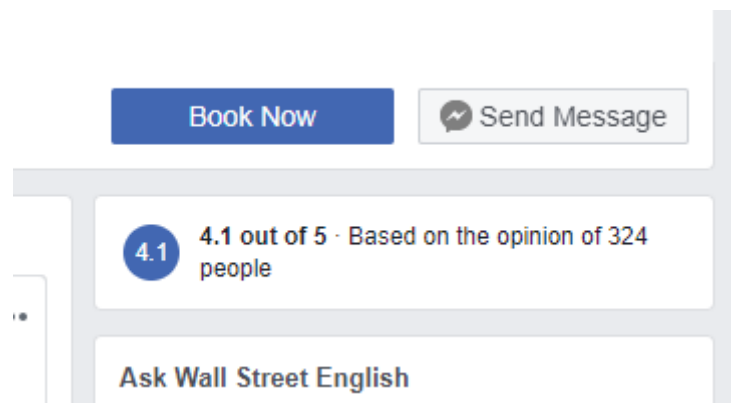 Book Now
Send Message
4.1
4.1 out of 5 · Based on the opinion of 324
people
Ask Wall Street English